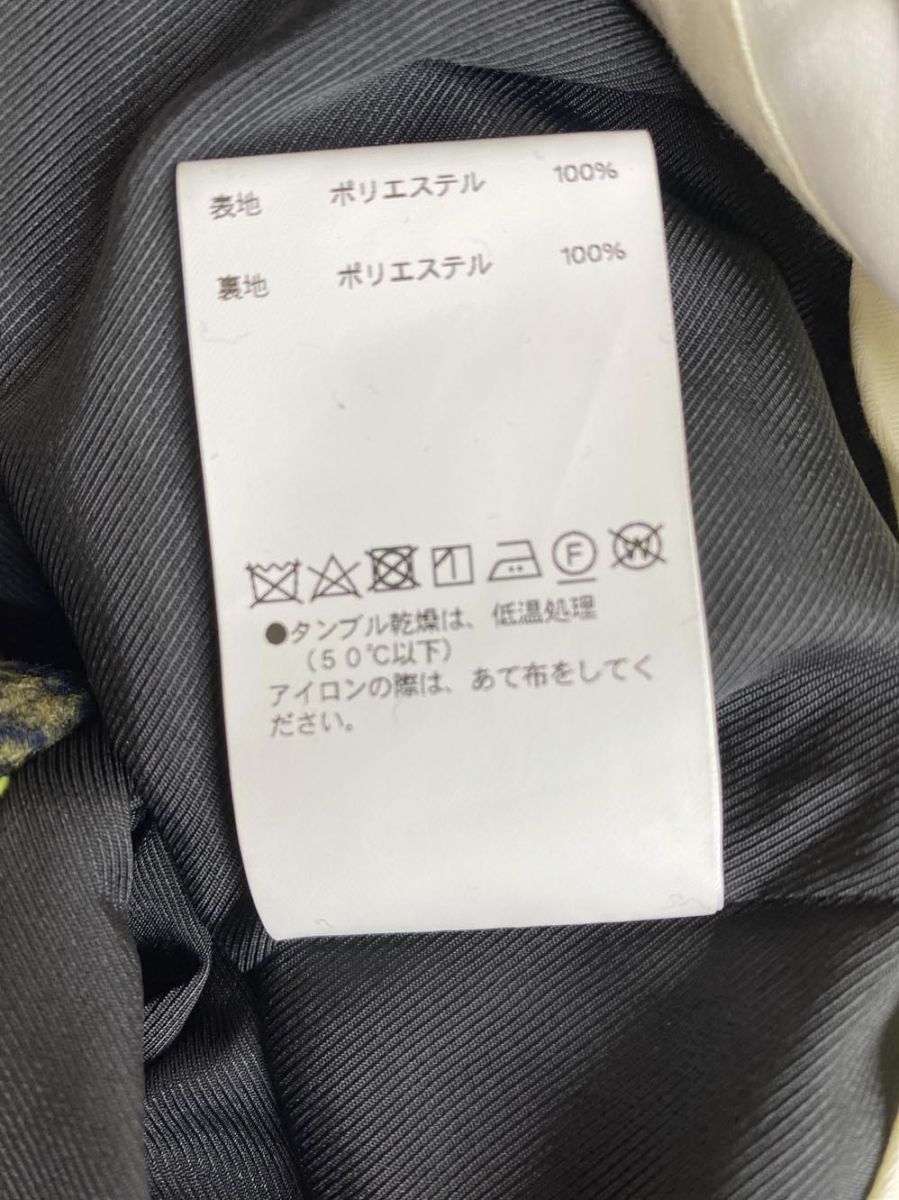 表地 ポリエステル 100%
裏地 ポリエステル 100%
F W
●タンブル乾燥は、低温処理
（５０℃以下）
アイロンの際は、あて布をしてく
ださい。